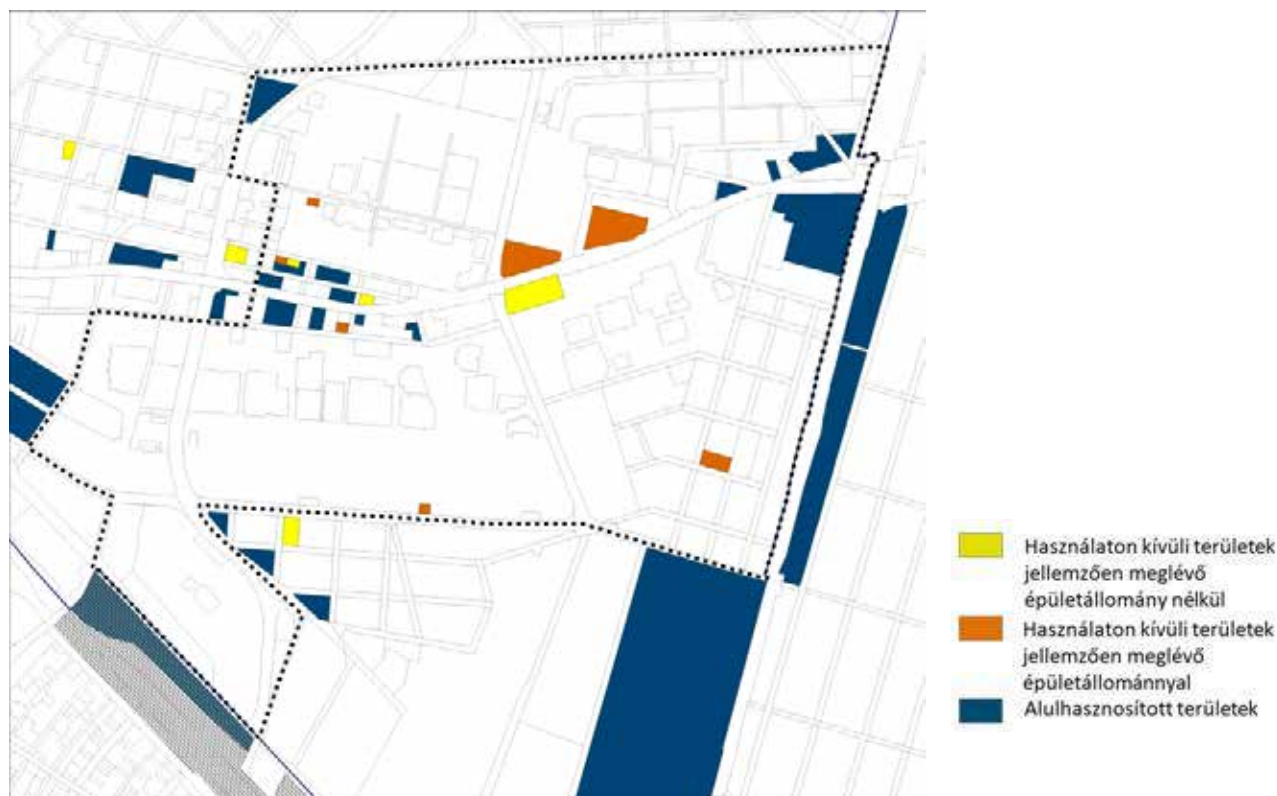 Használaton kívüli területek
jellemzően meglévő
épületállomány nélkül
Használaton kívüli területek
jellemzően meglévő
épületállománnyal
Alulhasznosított területek